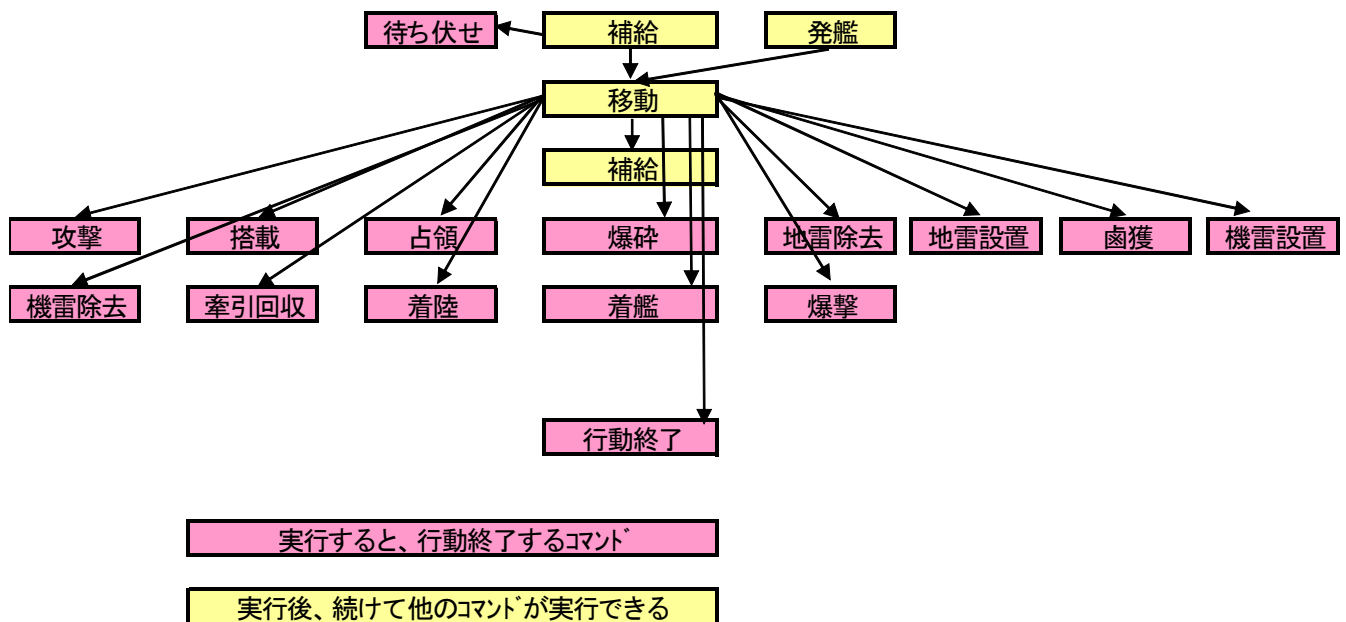 待ち伏せ
補給
発艦
移動
補給
攻撃
搭載
占領
爆砕
地雷除去
地雷設置
鹵獲
機雷設置
機雷除去
牽引回収
着陸
着艦
爆撃
行動終了
実行すると、行動終了するｺﾏﾝﾄﾞ
実行後、続けて他のｺﾏﾝﾄﾞが実行できる